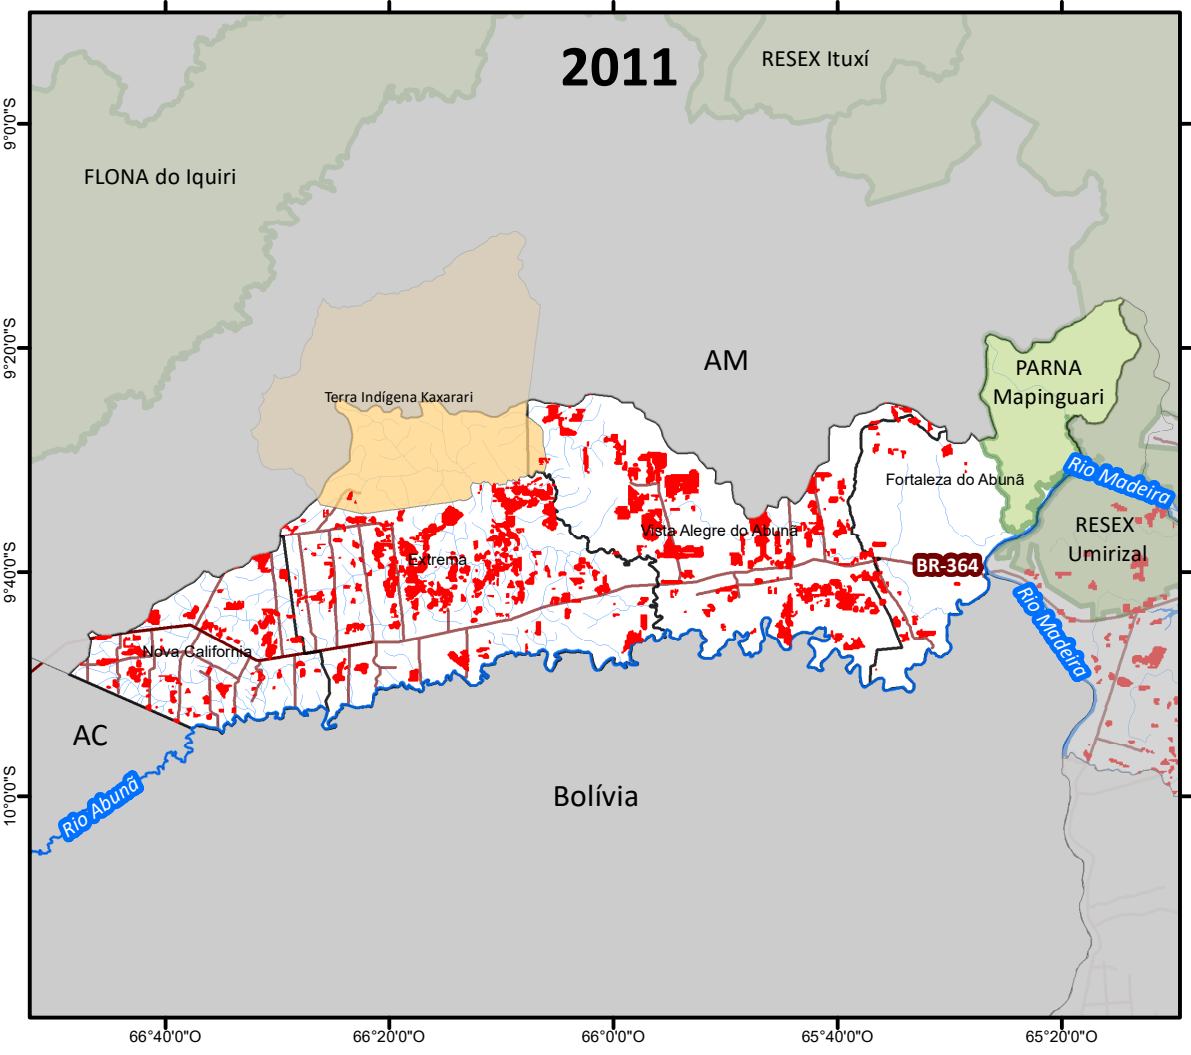 2011
RESEX Ituxí
FLONA do Iquiri
AM
Terra Indígena Kaxarari
PARNA
Mapinguari
Rio Madeira
Fortaleza do Abunã
RESEX
Umirizal
Vista Alegre do Abunã
Extrema
BR-364
Rio Madeira
Nova California
AC
Rio Abunã
Bolívia
9°0'0"S
9°20'0"S
9°40'0"S
10°0'0"S
66°40'0"O
66°20'0"O
66°0'0"O
65°40'0"O
65°20'0"O